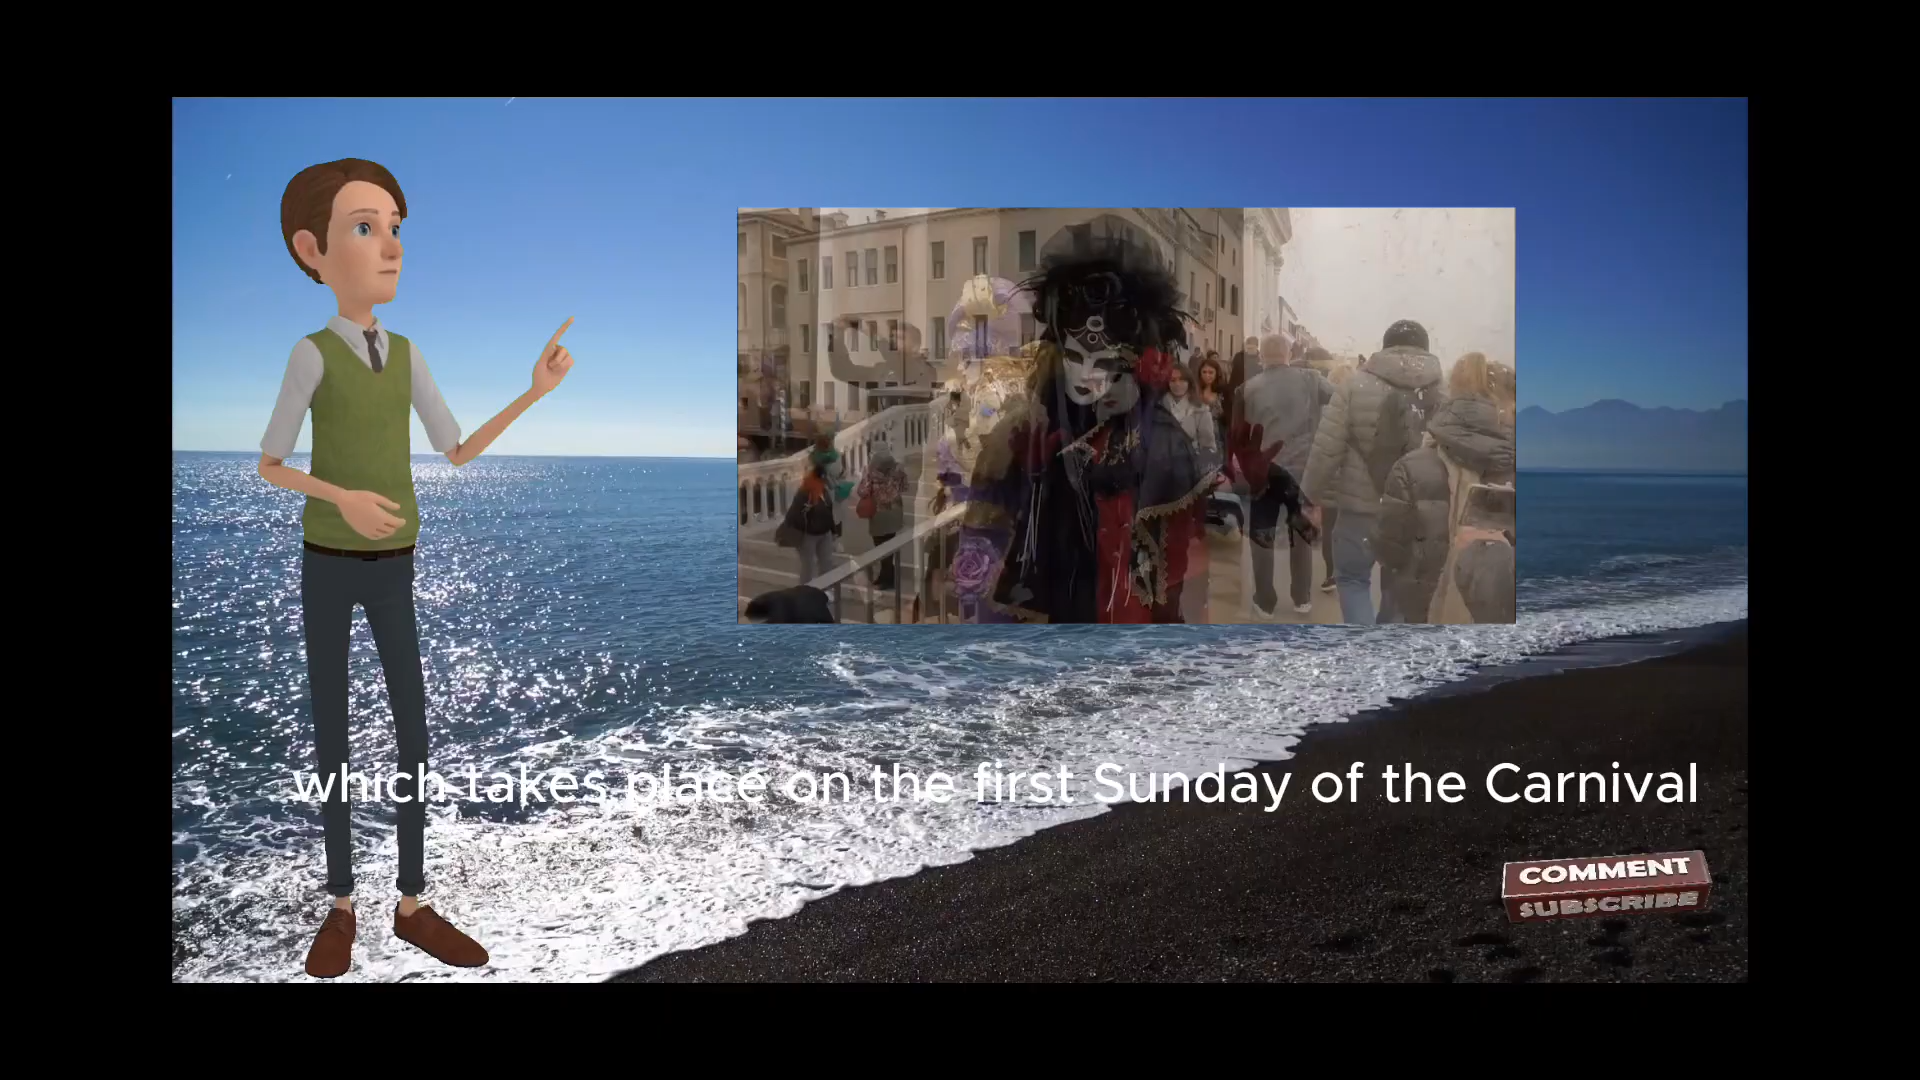 which takes place on the first Sunday of the Carnival
COMMENT
SUBSCRIBE